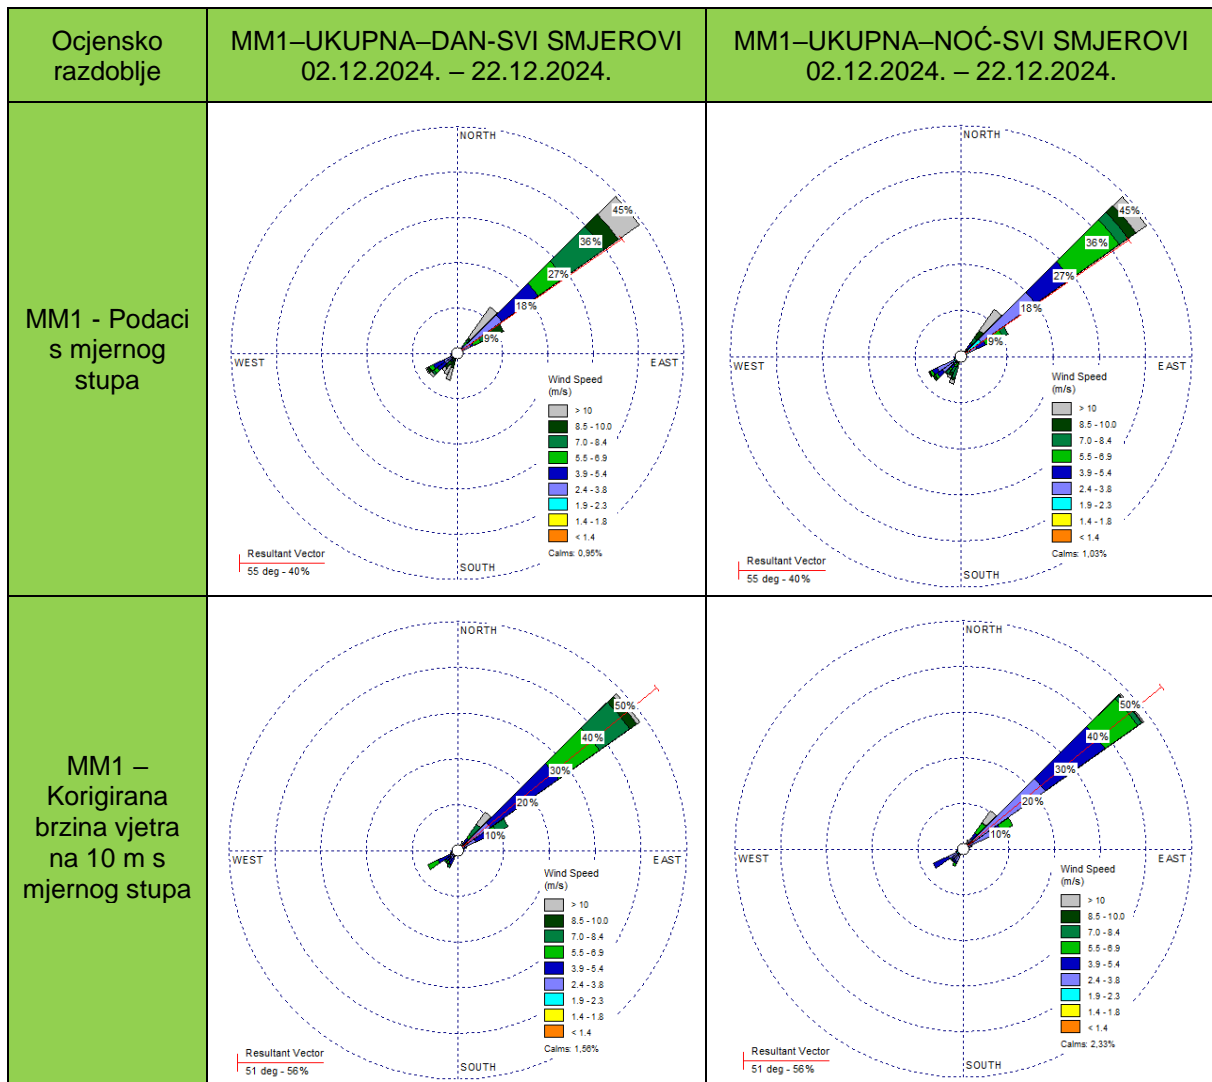 Ocjensko
razdoblje
MM1–UKUPNA–DAN-SVI SMJEROVI
02.12.2024. – 22.12.2024.
MM1–UKUPNA–NOĆ-SVI SMJEROVI
02.12.2024. – 22.12.2024.
MM1 - Podaci
s mjernog
stupa
NORTH
45%
36%
27%
18%
9%
WEST
EAST
SOUTH
Wind Speed
(m/s)
> 10
8.5 - 10.0
7.0 - 8.4
5.5 - 6.9
3.9 - 5.4
2.4 - 3.8
1.9 - 2.3
1.4 - 1.8
< 1.4
Calms: 0,95%
Resultant Vector
55 deg - 40%
NORTH
45%
36%
27%
18%
9%
WEST
EAST
SOUTH
Wind Speed
(m/s)
> 10
8.5 - 10.0
7.0 - 8.4
5.5 - 6.9
3.9 - 5.4
2.4 - 3.8
1.9 - 2.3
1.4 - 1.8
< 1.4
Calms: 1,03%
Resultant Vector
55 deg - 40%
MM1 –
Korigirana
brzina vjetra
na 10 m s
mjernog stupa
NORTH
50%
40%
30%
20%
10%
WEST
EAST
SOUTH
Wind Speed
(m/s)
> 10
8.5 - 10.0
7.0 - 8.4
5.5 - 6.9
3.9 - 5.4
2.4 - 3.8
1.9 - 2.3
1.4 - 1.8
< 1.4
Calms: 1,56%
Resultant Vector
51 deg - 56%
NORTH
50%
40%
30%
20%
10%
WEST
EAST
SOUTH
Wind Speed
(m/s)
> 10
8.5 - 10.0
7.0 - 8.4
5.5 - 6.9
3.9 - 5.4
2.4 - 3.8
1.9 - 2.3
1.4 - 1.8
< 1.4
Calms: 2,33%
Resultant Vector
51 deg - 56%